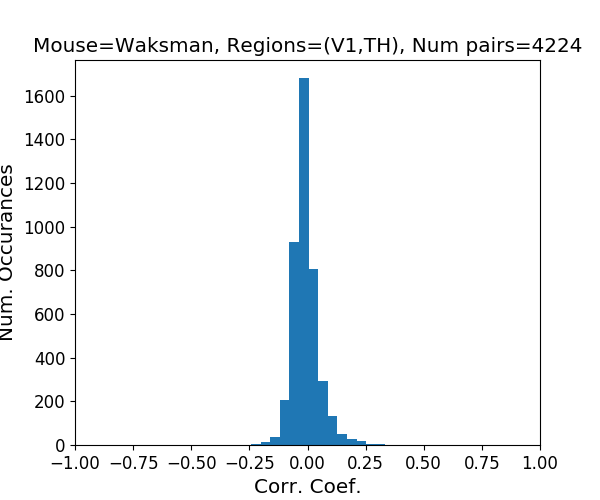 Mouse=Waksman, Regions=(V1,TH), Num pairs=4224
Num. Occurances
1600
1400
1200
1000
800
600
400
200
0
−1.00 −0.75 −0.50 −0.25 0.00 0.25 0.50 0.75 1.00
Corr. Coef.